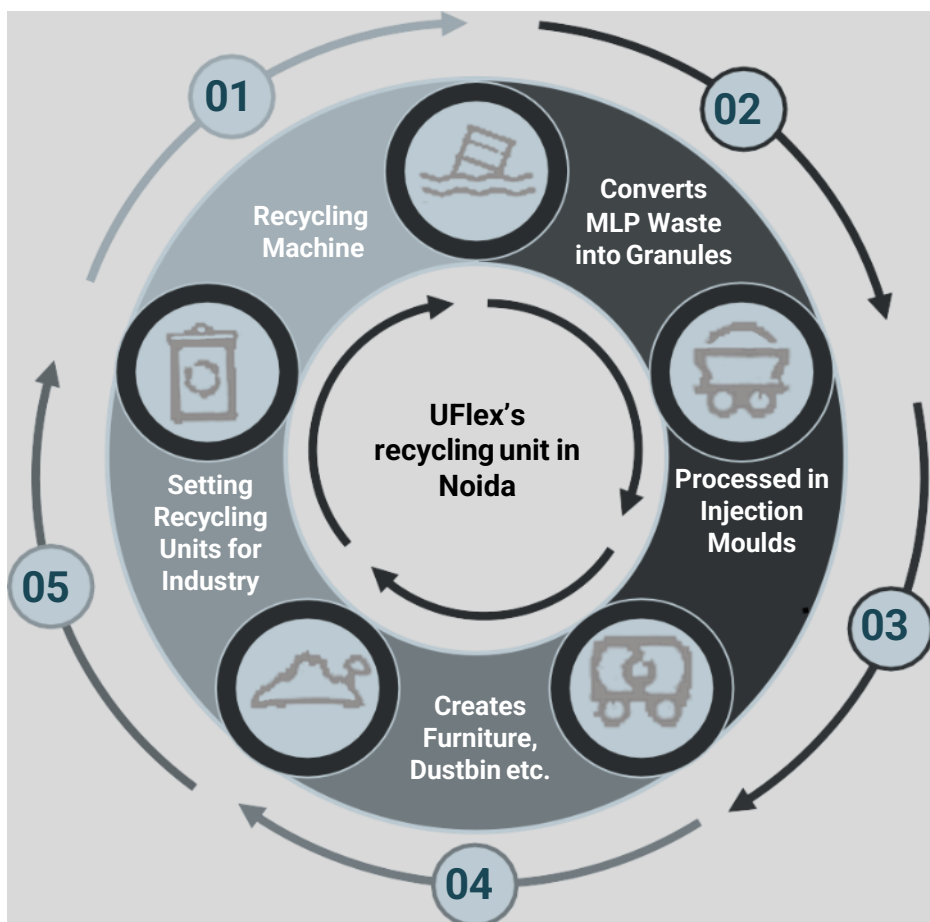 01
Recycling
Machine
02
Converts
MLP Waste
into Granules
03
Processed in
Injection
Moulds
04
Creates
Furniture,
Dustbin etc.
05
Setting
Recycling
Units for
Industry
UFlex’s
recycling unit in
Noida